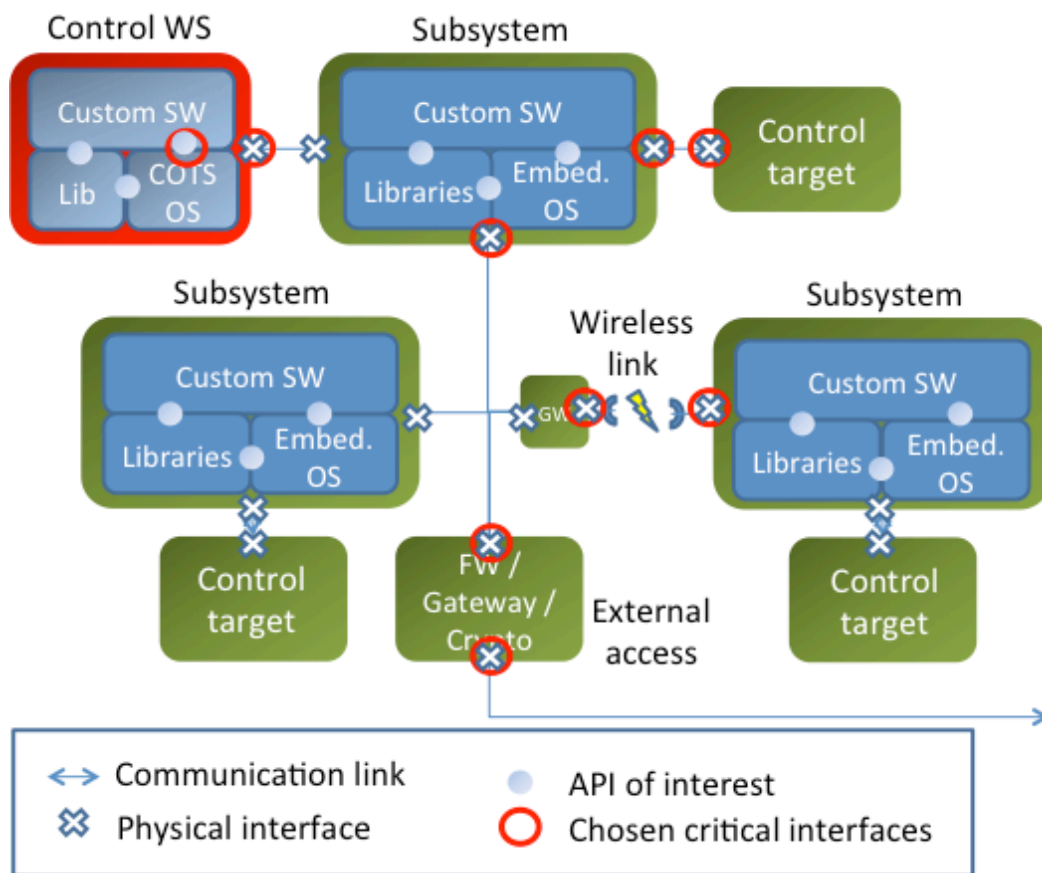 Control WS
Subsystem
Custom SW
Lib
COTS
OS
Custom SW
Libraries
Embed.
OS
Control
target
Subsystem
Custom SW
Libraries
Embed.
OS
Wireless
link
GW
Subsystem
Custom SW
Libraries
Embed.
OS
Control
target
FW /
Gateway /
Crypto
External
access
Control
target
Communication link
API of interest
Physical interface
Chosen critical interfaces